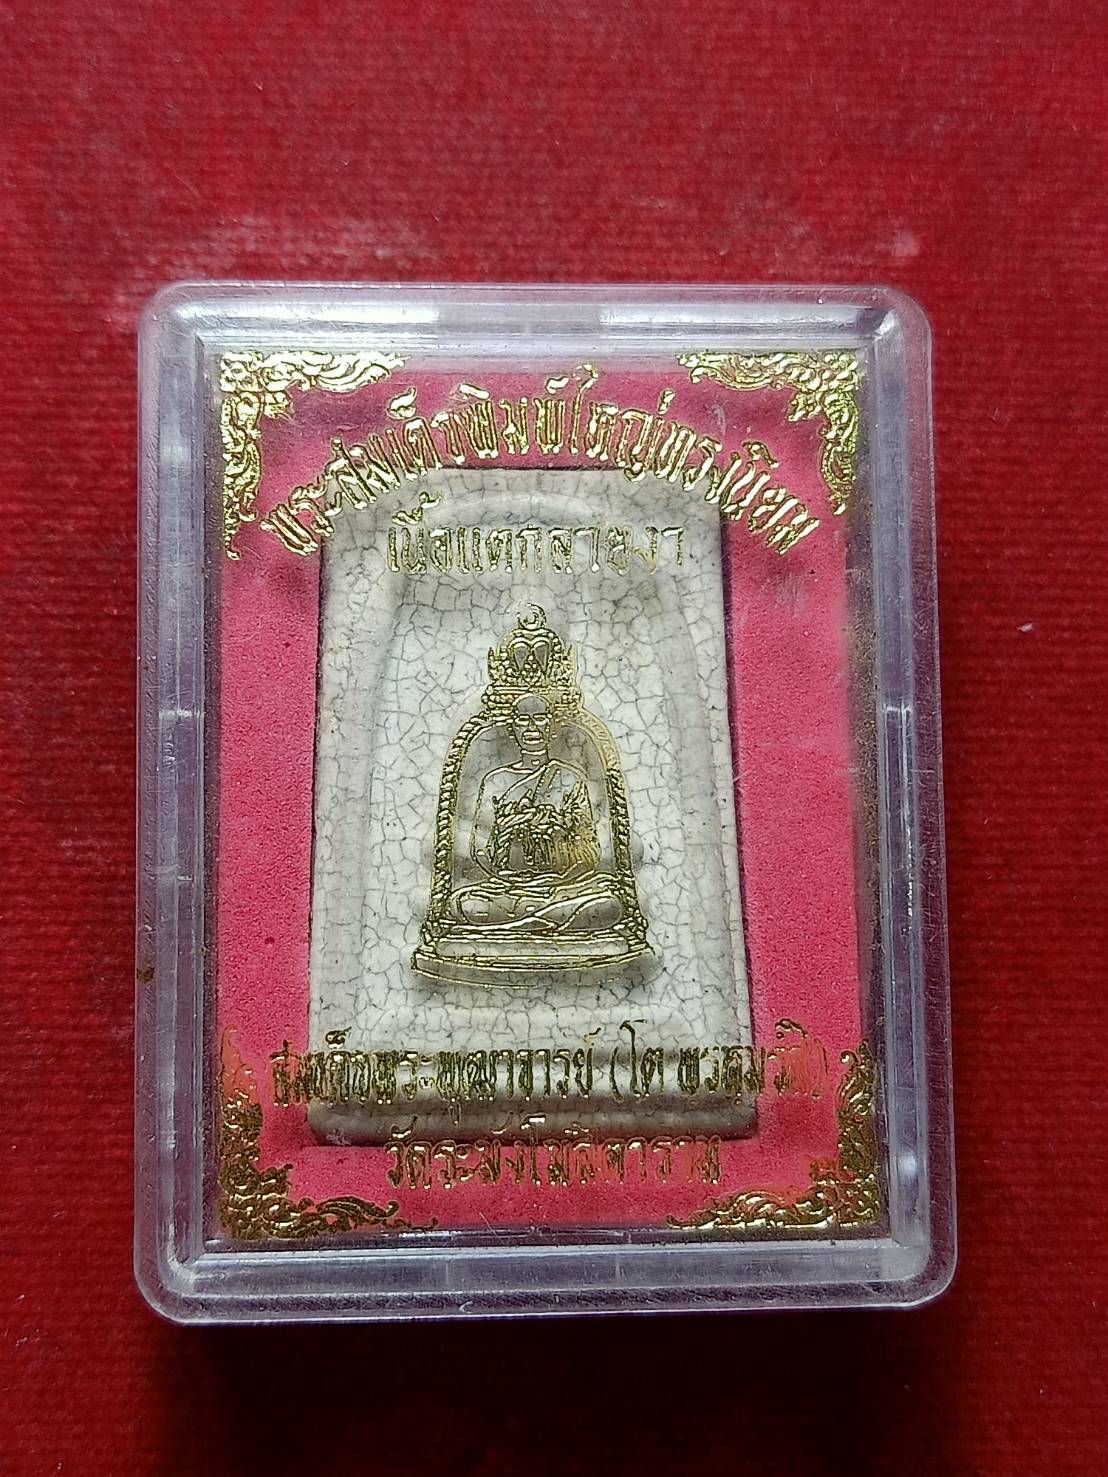 พระสมเด็จพิมพ์ใหญ่ทรงนิยม
เนื้อแตกลายงา
สมเด็จพระพุฒาจารย์ (โต พรหมรังสี)
วัดระฆังโฆสิตาราม